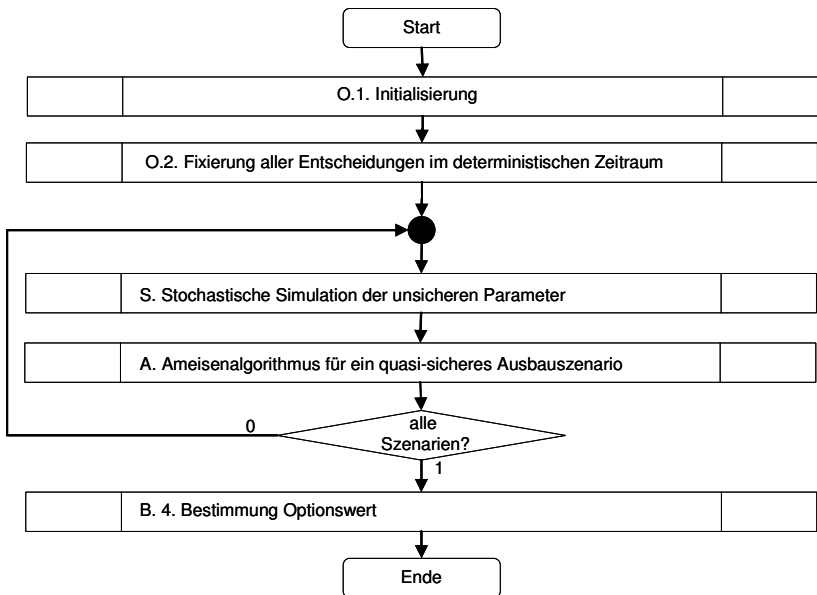 Start
O.1. Initialisierung
O.2. Fixierung aller Entscheidungen im deterministischen Zeitraum
S. Stochastische Simulation der unsicheren Parameter
A. Ameisenalgorithmus für ein quasi-sicheres Ausbauszenario
alle
Szenarien?
0
1
B. 4. Bestimmung Optionswert
Ende